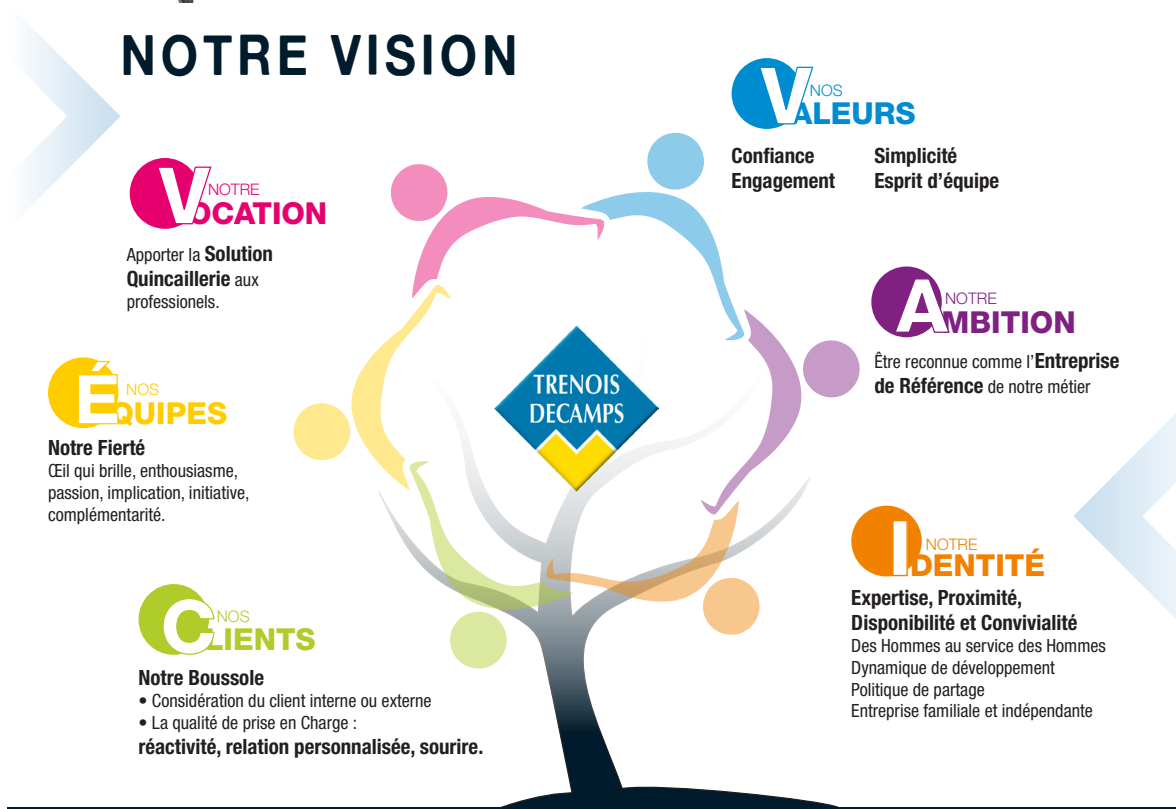 NOTRE VISION
NOS
VALEURS
Confiance
Engagement
Simplicité
Esprit d'équipe
NOTRE
VOCATION
Apporter la Solution
Quincaillerie aux
professionels.
NOTRE
AMBITION
Être reconnue comme l'Entreprise
de Référence de notre métier
TRENOIS
DECAMPS
NOS
ÉQUIPES
Notre Fierté
Œil qui brille, enthousiasme,
passion, implication, initiative,
complémentarité.
NOTRE
IDENTITÉ
Expertise, Proximité,
Disponibilité et Convivialité
Des Hommes au service des Hommes
Dynamique de développement
Politique de partage
Entreprise familiale et indépendante
NOS
CLIENTS
Notre Boussole
• Considération du client interne ou externe
• La qualité de prise en Charge :
réactivité, relation personnalisée, sourire.